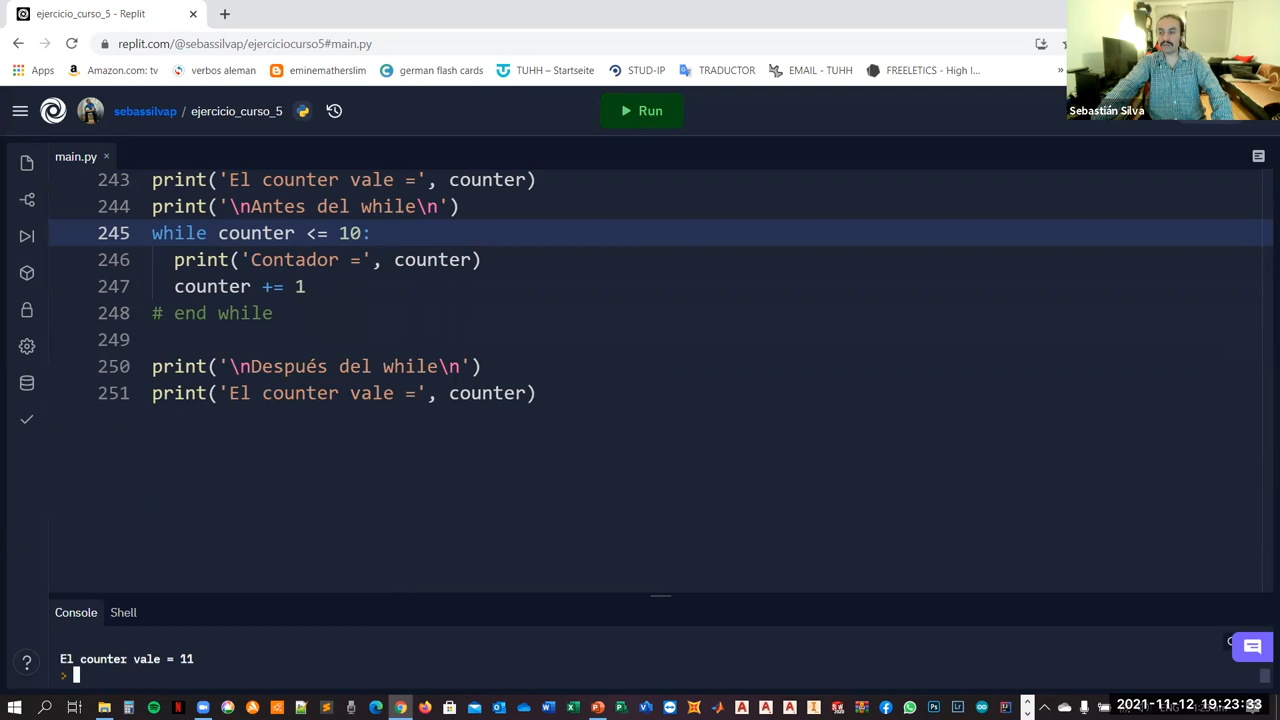 ejercicio_curso_5 - Replit
replit.com/@sebassilvap/ejerciciocurso5#main.py
Apps Amazon.com: tv verbos aleman eminematherslim german flash cards TUHH – Startseite STUD-IP TRADUCTOR EMAIL - TUHH FREELETICS - High I... »
Sebastián Silva
sebassilvap / ejercicio_curso_5
Run
main.py
243 print('El counter vale =', counter)
244 print('\nAntes del while\n')
245 while counter <= 10:
246 print('Contador =', counter)
247 counter += 1
248 # end while
249
250 print('\nDespués del while\n')
251 print('El counter vale =', counter)
Console Shell
El counter vale = 11
2021-11-12 19:23:33